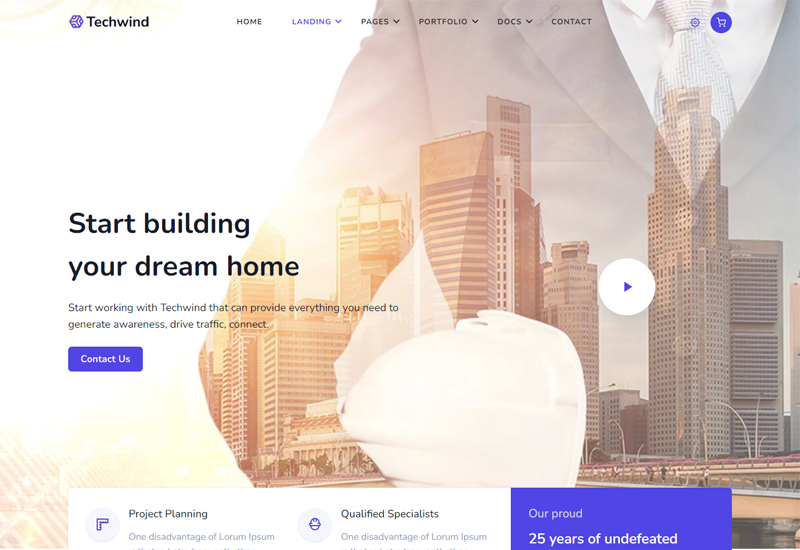 Techwind
HOME
LANDING
PAGES
PORTFOLIO
DOCS
CONTACT
Start building
your dream home
Start working with Techwind that can provide everything you need to
generate awareness, drive traffic, connect.
Contact Us
Project Planning
One disadvantage of Lorum Ipsum
Qualified Specialists
One disadvantage of Lorum Ipsum
Our proud
25 years of undefeated